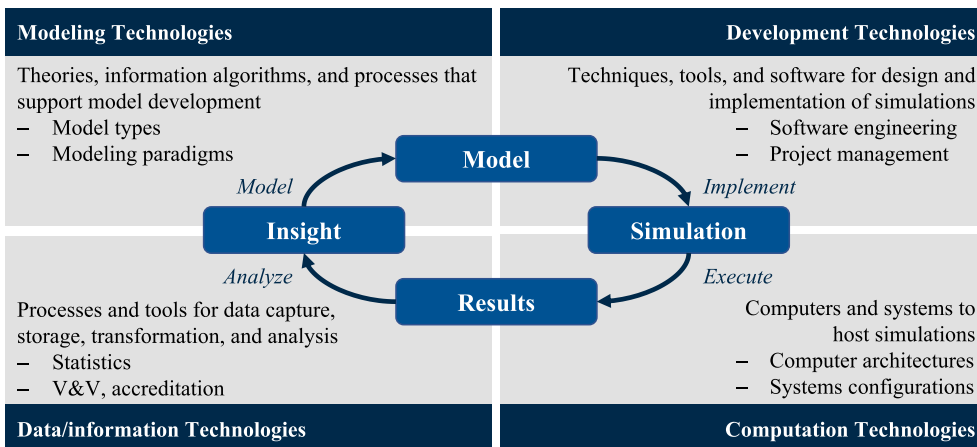 Modeling Technologies
Theories, information algorithms, and processes that
support model development
– Model types
– Modeling paradigms
Development Technologies
Techniques, tools, and software for design and
implementation of simulations
– Software engineering
– Project management
Model
Model
Implement
Insight
Simulation
Analyze
Execute
Results
Processes and tools for data capture,
storage, transformation, and analysis
– Statistics
– V&V, accreditation
Data/information Technologies
Computers and systems to
host simulations
– Computer architectures
– Systems configurations
Computation Technologies